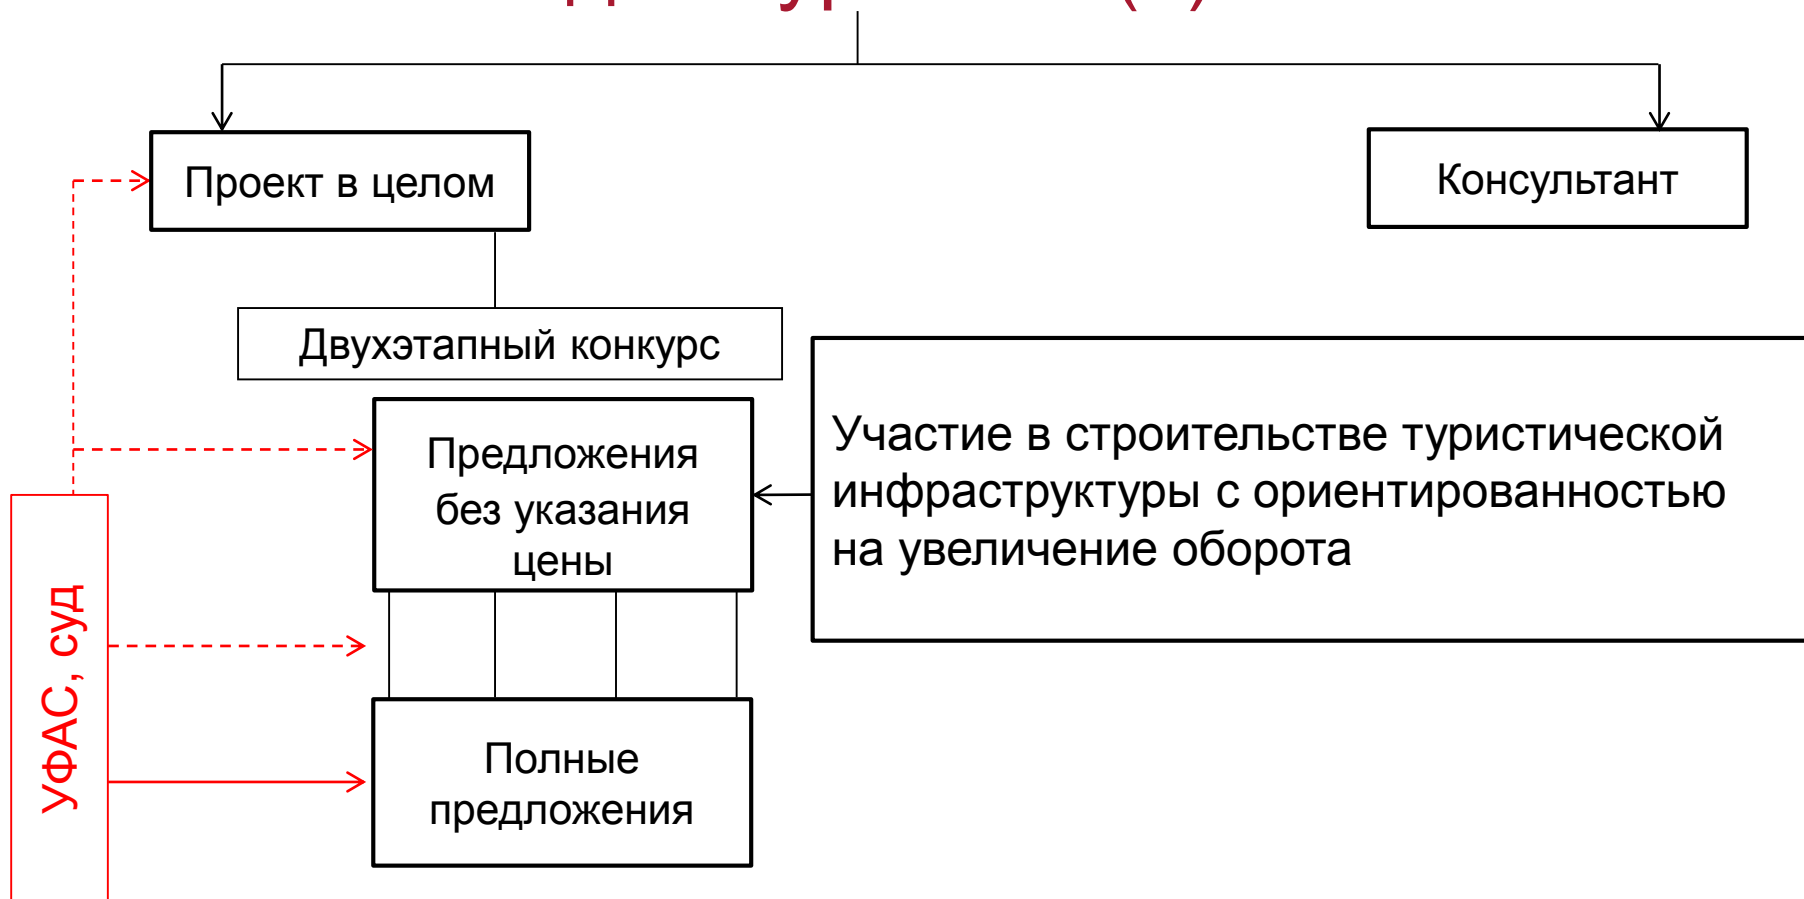 Проект в целом
Консультант
Двухэтапный конкурс
Предложения
без указания
цены
Участие в строительстве туристической
инфраструктуры с ориентированностью
на увеличение оборота
УФАС, суд
Полные
предложения